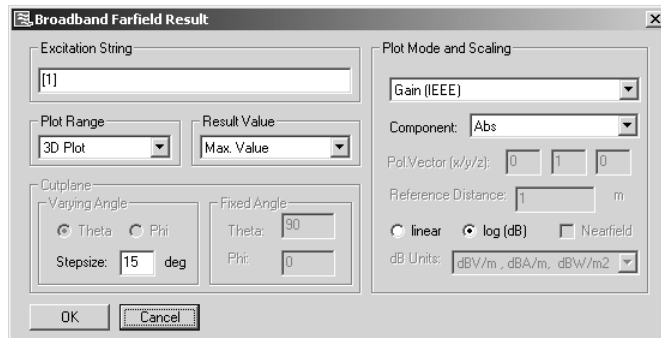 Broadband Farfield Result
Excitation String
[1]
Plot Range
3D Plot
Result Value
Max. Value
Cutplane
Varying Angle
Theta Phi
Stepsize: 15 deg
Fixed Angle
Theta: 90
Phi: 0
OK Cancel
Plot Mode and Scaling
Gain (IEEE)
Component: Abs
Pol.Vector (x/y/z): 0 1 0
Reference Distance: 1 m
linear log (dB) Nearfield
dB Units: dBV/m , dBA/m, dBW/m2